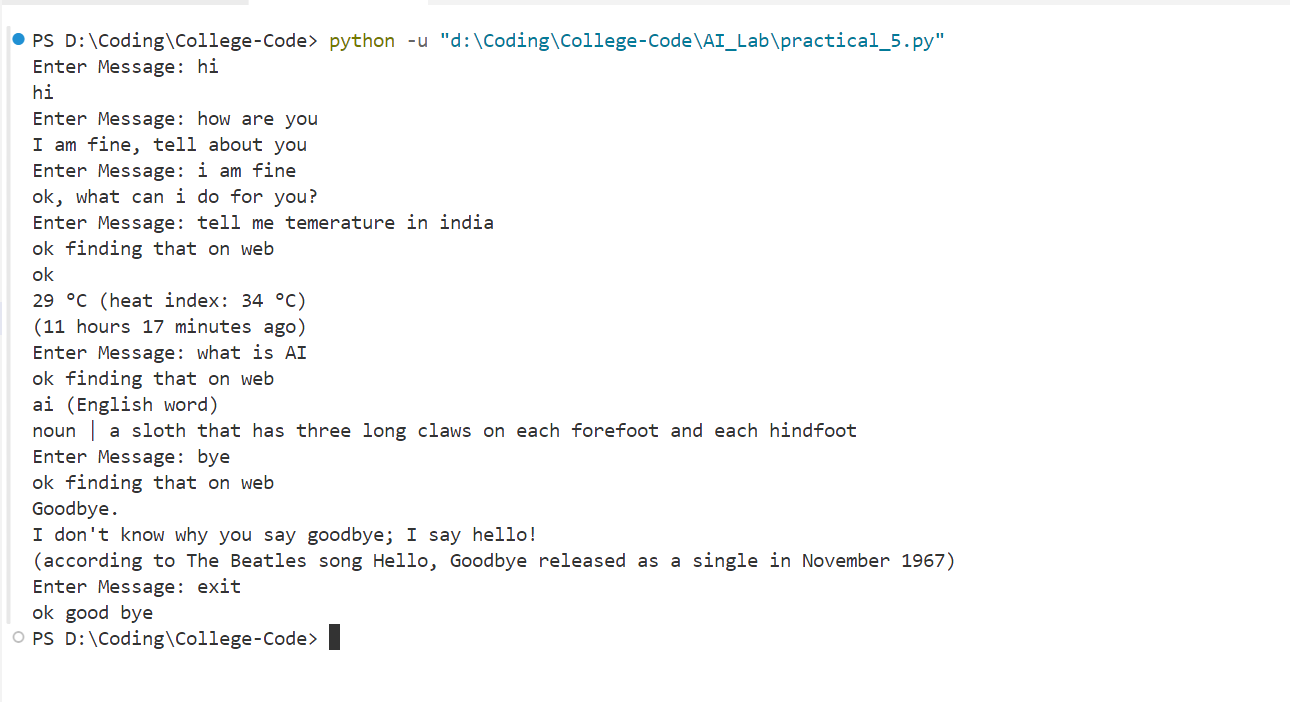 PS D:\Coding\College-Code> python -u "d:\Coding\College-Code\AI_Lab\practical_5.py"
Enter Message: hi
hi
Enter Message: how are you
I am fine, tell about you
Enter Message: i am fine
ok, what can i do for you?
Enter Message: tell me temerature in india
ok finding that on web
ok
29 °C (heat index: 34 °C)
(11 hours 17 minutes ago)
Enter Message: what is AI
ok finding that on web
ai (English word)
noun | a sloth that has three long claws on each forefoot and each hindfoot
Enter Message: bye
ok finding that on web
Goodbye.
I don't know why you say goodbye; I say hello!
(according to The Beatles song Hello, Goodbye released as a single in November 1967)
Enter Message: exit
ok good bye
PS D:\Coding\College-Code>